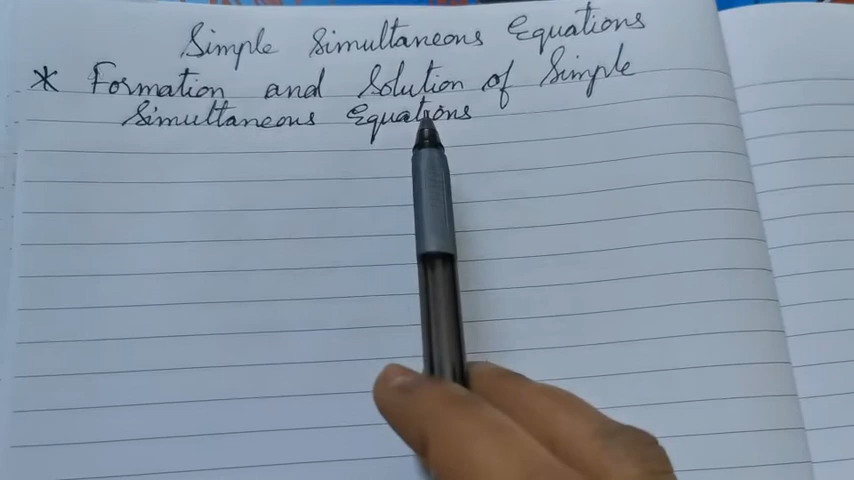 Simple Simultaneous Equations
* Formation and Solution of Simple
Simultaneous Equations